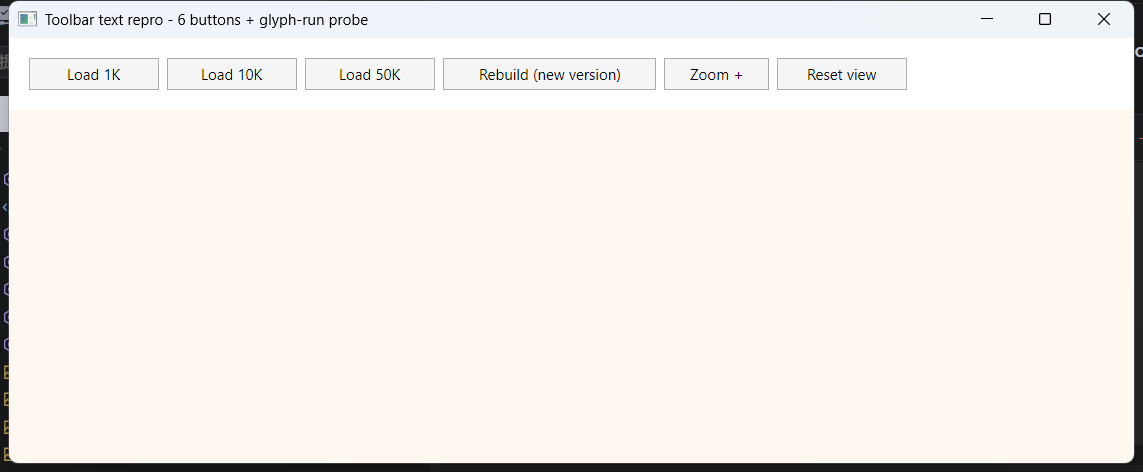 Toolbar text repro - 6 buttons + glyph-run probe
Load 1K Load 10K Load 50K Rebuild (new version) Zoom + Reset view